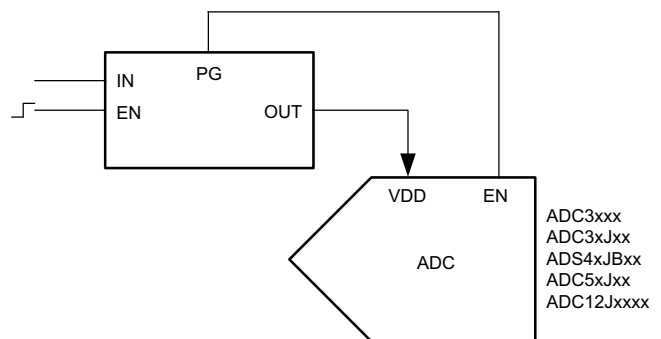 PG
IN
EN
OUT
VDD
EN
ADC
ADC3xxx
ADC3xJxx
ADS4xJBxx
ADC5xJxx
ADC12Jxxxx